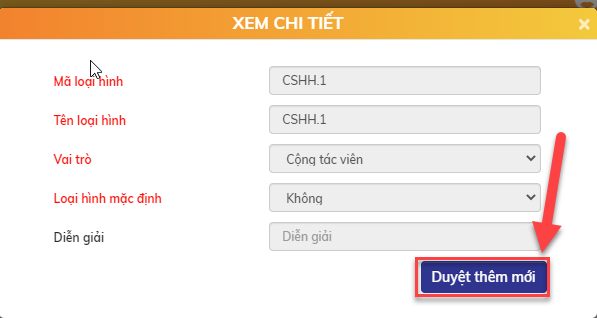 XEM CHI TIẾT ×
Mã loại hình CSHH.1
Tên loại hình CSHH.1
Vai trò Cộng tác viên
Loại hình mặc định Không
Diễn giải Diễn giải
Duyệt thêm mới